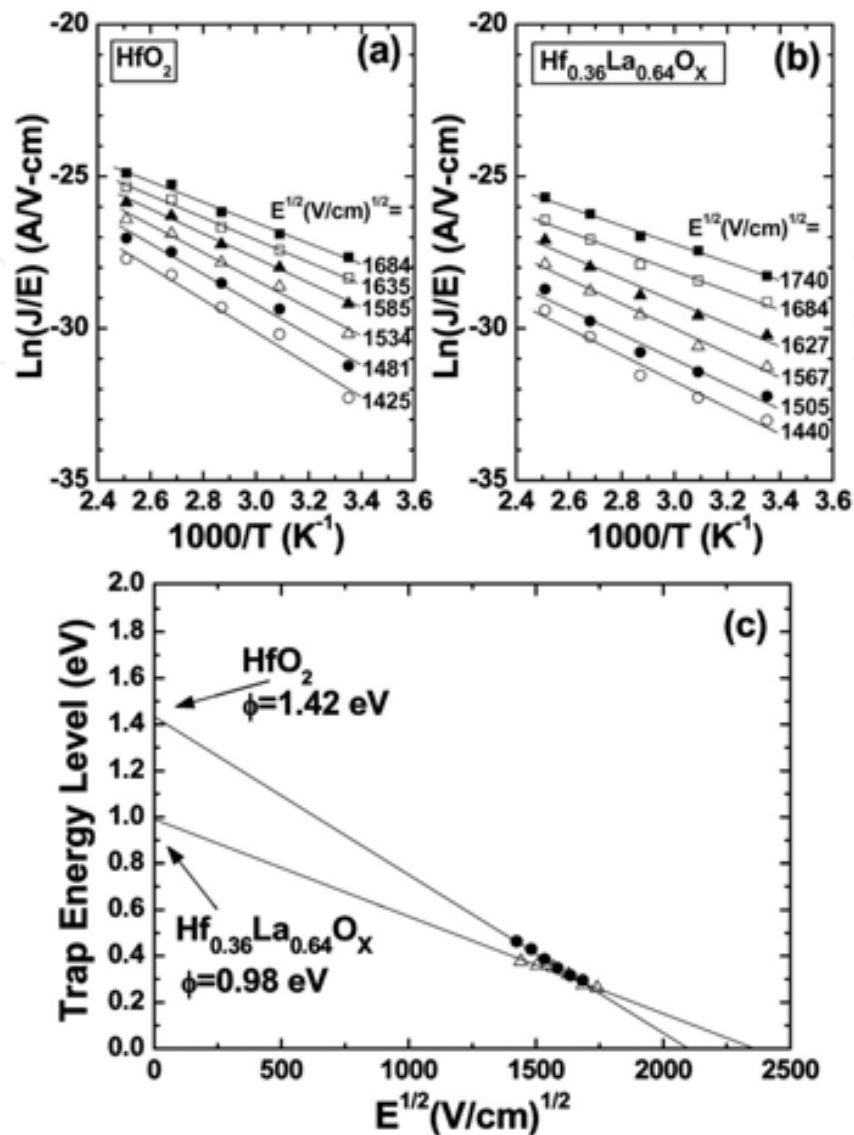 (a)
HfO2
Ln(J/E) (A/V-cm)
-20
-25
-30
-35
E^1/2(V/cm)^1/2=
1684
1635
1585
1534
1481
1425
2.4 2.6 2.8 3.0 3.2 3.4 3.6
1000/T (K^-1)
(b)
Hf0.36La0.64OX
Ln(J/E) (A/V-cm)
-20
-25
-30
-35
E^1/2(V/cm)^1/2=
1740
1684
1627
1567
1505
1440
2.4 2.6 2.8 3.0 3.2 3.4 3.6
1000/T (K^-1)
(c)
Trap Energy Level (eV)
2.0
1.8
1.6
1.4
1.2
1.0
0.8
0.6
0.4
0.2
0.0
HfO2
ϕ=1.42 eV
Hf0.36La0.64OX
ϕ=0.98 eV
0 500 1000 1500 2000 2500
E^1/2(V/cm)^1/2